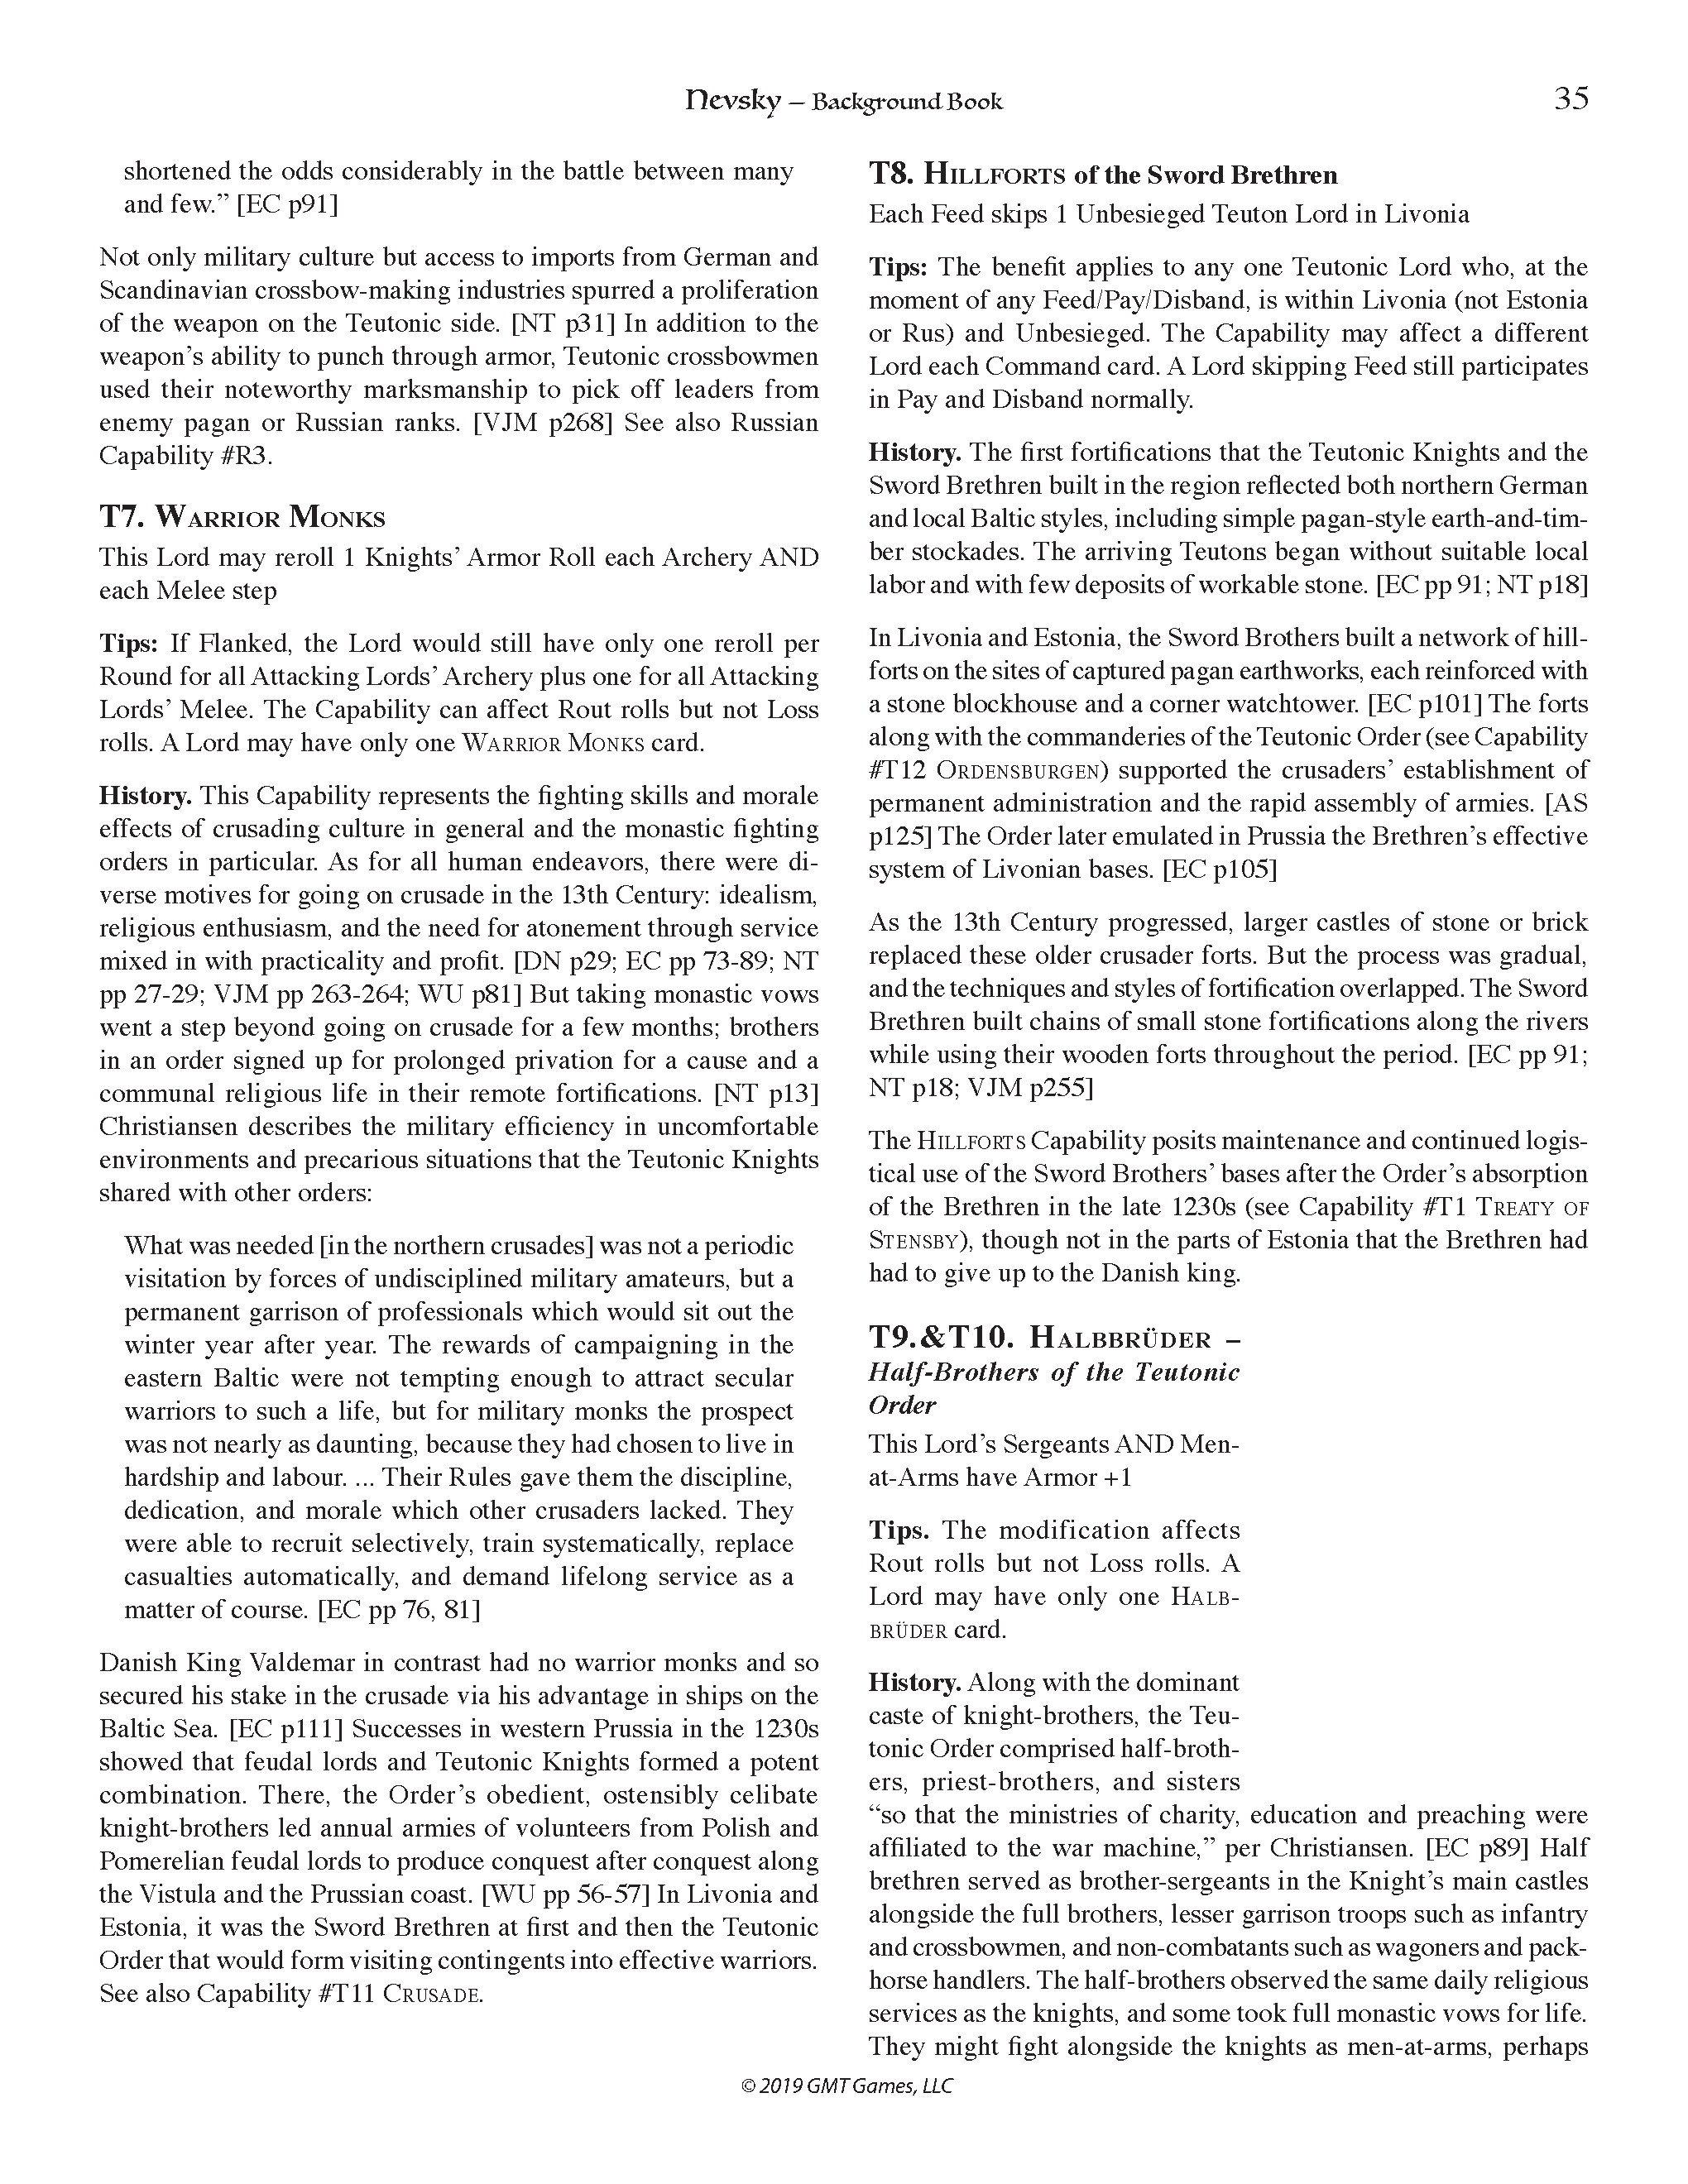 Nevsky – Background Book
35
shortened the odds considerably in the battle between many
and few.” [EC p91]
Not only military culture but access to imports from German and
Scandinavian crossbow-making industries spurred a proliferation
of the weapon on the Teutonic side. [NT p31] In addition to the
weapon’s ability to punch through armor, Teutonic crossbowmen
used their noteworthy marksmanship to pick off leaders from
enemy pagan or Russian ranks. [VJM p268] See also Russian
Capability #R3.
T7. Warrior Monks
This Lord may reroll 1 Knights’ Armor Roll each Archery AND
each Melee step
Tips: If Flanked, the Lord would still have only one reroll per
Round for all Attacking Lords’ Archery plus one for all Attacking
Lords’ Melee. The Capability can affect Rout rolls but not Loss
rolls. A Lord may have only one Warrior Monks card.
History. This Capability represents the fighting skills and morale
effects of crusading culture in general and the monastic fighting
orders in particular. As for all human endeavors, there were di-
verse motives for going on crusade in the 13th Century: idealism,
religious enthusiasm, and the need for atonement through service
mixed in with practicality and profit. [DN p29; EC pp 73-89; NT
pp 27-29; VJM pp 263-264; WU p81] But taking monastic vows
went a step beyond going on crusade for a few months; brothers
in an order signed up for prolonged privation for a cause and a
communal religious life in their remote fortifications. [NT p13]
Christiansen describes the military efficiency in uncomfortable
environments and precarious situations that the Teutonic Knights
shared with other orders:
What was needed [in the northern crusades] was not a periodic
visitation by forces of undisciplined military amateurs, but a
permanent garrison of professionals which would sit out the
winter year after year. The rewards of campaigning in the
eastern Baltic were not tempting enough to attract secular
warriors to such a life, but for military monks the prospect
was not nearly as daunting, because they had chosen to live in
hardship and labour. ... Their Rules gave them the discipline,
dedication, and morale which other crusaders lacked. They
were able to recruit selectively, train systematically, replace
casualties automatically, and demand lifelong service as a
matter of course. [EC pp 76, 81]
Danish King Valdemar in contrast had no warrior monks and so
secured his stake in the crusade via his advantage in ships on the
Baltic Sea. [EC p111] Successes in western Prussia in the 1230s
showed that feudal lords and Teutonic Knights formed a potent
combination. There, the Order’s obedient, ostensibly celibate
knight-brothers led annual armies of volunteers from Polish and
Pomerelian feudal lords to produce conquest after conquest along
the Vistula and the Prussian coast. [WU pp 56-57] In Livonia and
Estonia, it was the Sword Brethren at first and then the Teutonic
Order that would form visiting contingents into effective warriors.
See also Capability #T11 Crusade.
T8. Hillforts of the Sword Brethren
Each Feed skips 1 Unbesieged Teuton Lord in Livonia
Tips: The benefit applies to any one Teutonic Lord who, at the
moment of any Feed/Pay/Disband, is within Livonia (not Estonia
or Rus) and Unbesieged. The Capability may affect a different
Lord each Command card. A Lord skipping Feed still participates
in Pay and Disband normally.
History. The first fortifications that the Teutonic Knights and the
Sword Brethren built in the region reflected both northern German
and local Baltic styles, including simple pagan-style earth-and-tim-
ber stockades. The arriving Teutons began without suitable local
labor and with few deposits of workable stone. [EC pp 91; NT p18]
In Livonia and Estonia, the Sword Brothers built a network of hill-
forts on the sites of captured pagan earthworks, each reinforced with
a stone blockhouse and a corner watchtower. [EC p101] The forts
along with the commanderies of the Teutonic Order (see Capability
#T12 Ordensburgen) supported the crusaders’ establishment of
permanent administration and the rapid assembly of armies. [AS
p125] The Order later emulated in Prussia the Brethren’s effective
system of Livonian bases. [EC p105]
As the 13th Century progressed, larger castles of stone or brick
replaced these older crusader forts. But the process was gradual,
and the techniques and styles of fortification overlapped. The Sword
Brethren built chains of small stone fortifications along the rivers
while using their wooden forts throughout the period. [EC pp 91;
NT p18; VJM p255]
The Hillforts Capability posits maintenance and continued logis-
tical use of the Sword Brothers’ bases after the Order’s absorption
of the Brethren in the late 1230s (see Capability #T1 Treaty of
Stensby), though not in the parts of Estonia that the Brethren had
had to give up to the Danish king.
T9.&T10. Halbbrüder –
Half-Brothers of the Teutonic
Order
This Lord’s Sergeants AND Men-
at-Arms have Armor +1
Tips. The modification affects
Rout rolls but not Loss rolls. A
Lord may have only one Halb-
brüder card.
History. Along with the dominant
caste of knight-brothers, the Teu-
tonic Order comprised half-broth-
ers, priest-brothers, and sisters
“so that the ministries of charity, education and preaching were
affiliated to the war machine,” per Christiansen. [EC p89] Half
brethren served as brother-sergeants in the Knight’s main castles
alongside the full brothers, lesser garrison troops such as infantry
and crossbowmen, and non-combatants such as wagoners and pack-
horse handlers. The half-brothers observed the same daily religious
services as the knights, and some took full monastic vows for life.
They might fight alongside the knights as men-at-arms, perhaps
© 2019 GMT Games, LLC